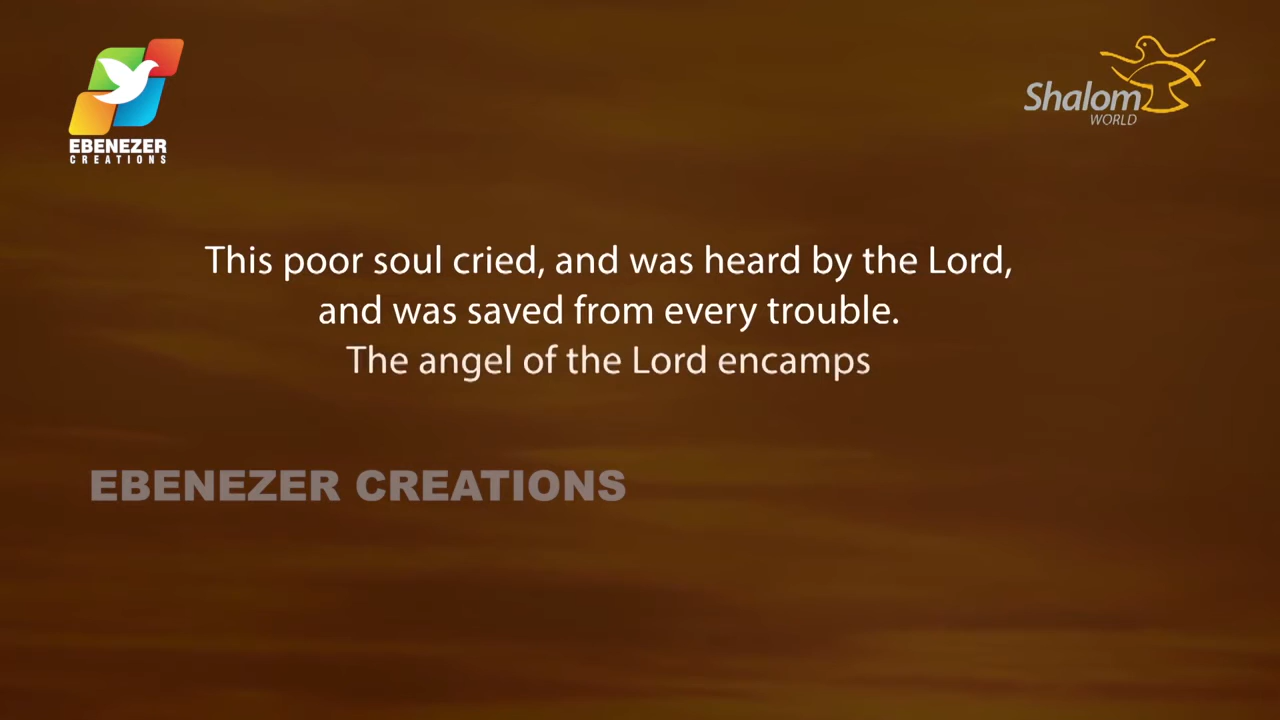 EBENEZER
CREATIONS
Shalom
WORLD
This poor soul cried, and was heard by the Lord,
and was saved from every trouble.
The angel of the Lord encamps
EBENEZER CREATIONS